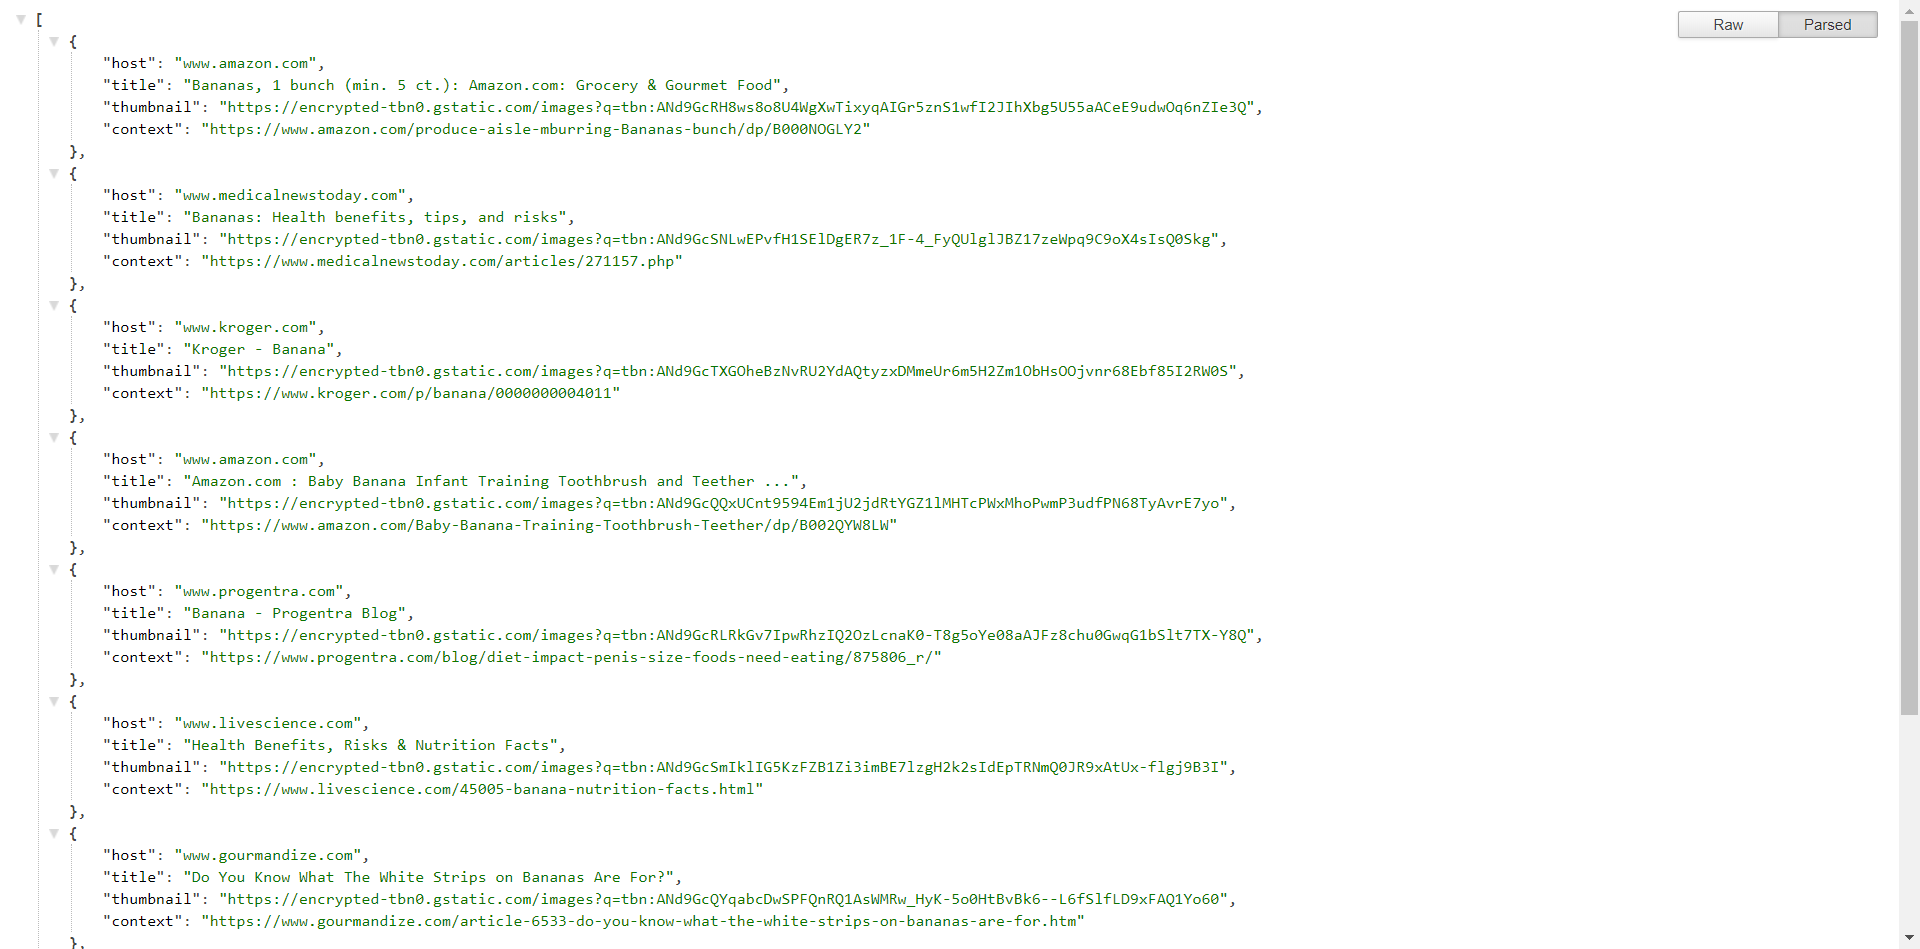 [
{
"host": "www.amazon.com",
"title": "Bananas, 1 bunch (min. 5 ct.): Amazon.com: Grocery & Gourmet Food",
"thumbnail": "https://encrypted-tbn0.gstatic.com/images?q=tbn:ANd9GcRH8ws8o8U4WgXwTixyqAIGr5znS1wfI2JIhXbg5U55aACeE9udwOq6nZIe3Q",
"context": "https://www.amazon.com/produce-aisle-mburring-Bananas-bunch/dp/B000NOGLY2"
},
{
"host": "www.medicalnewstoday.com",
"title": "Bananas: Health benefits, tips, and risks",
"thumbnail": "https://encrypted-tbn0.gstatic.com/images?q=tbn:ANd9GcSNLwEPvfH1SElDgER7z_1F-4_FyQUlglJBZ17zeWpq9C9oX4sIsQ0Skg",
"context": "https://www.medicalnewstoday.com/articles/271157.php"
},
{
"host": "www.kroger.com",
"title": "Kroger - Banana",
"thumbnail": "https://encrypted-tbn0.gstatic.com/images?q=tbn:ANd9GcTXGOheBzNvRU2YdAQtyzxDMmeUr6m5H2Zm1ObHsOOjvnr68Ebf85I2RW0S",
"context": "https://www.kroger.com/p/banana/0000000004011"
},
{
"host": "www.amazon.com",
"title": "Amazon.com : Baby Banana Infant Training Toothbrush and Teether ...",
"thumbnail": "https://encrypted-tbn0.gstatic.com/images?q=tbn:ANd9GcQQxUCnt9594Em1jU2jdRtYGZ1lMHTcPWxMhoPwmP3udfPN68TyAvrE7yo",
"context": "https://www.amazon.com/Baby-Banana-Training-Toothbrush-Teether/dp/B002QYW8LW"
},
{
"host": "www.progentra.com",
"title": "Banana - Progentra Blog",
"thumbnail": "https://encrypted-tbn0.gstatic.com/images?q=tbn:ANd9GcRLRkGv7IpwRhzIQ2OzLcnaK0-T8g5oYe08aAJFz8chu0GwqG1bSlt7TX-Y8Q",
"context": "https://www.progentra.com/blog/diet-impact-penis-size-foods-need-eating/875806_r/"
},
{
"host": "www.livescience.com",
"title": "Health Benefits, Risks & Nutrition Facts",
"thumbnail": "https://encrypted-tbn0.gstatic.com/images?q=tbn:ANd9GcSmIklIG5KzFZB1Zi3imBE7lzgH2k2sIdEpTRNmQ0JR9xAtUx-flgj9B3I",
"context": "https://www.livescience.com/45005-banana-nutrition-facts.html"
},
{
"host": "www.gourmandize.com",
"title": "Do You Know What The White Strips on Bananas Are For?",
"thumbnail": "https://encrypted-tbn0.gstatic.com/images?q=tbn:ANd9GcQYqabcDwSPFQnRQ1AsWMRw_HyK-5o0HtBvBk6--L6fSlfLD9xFAQ1Yo60",
"context": "https://www.gourmandize.com/article-6533-do-you-know-what-the-white-strips-on-bananas-are-for.htm"
},
Raw Parsed